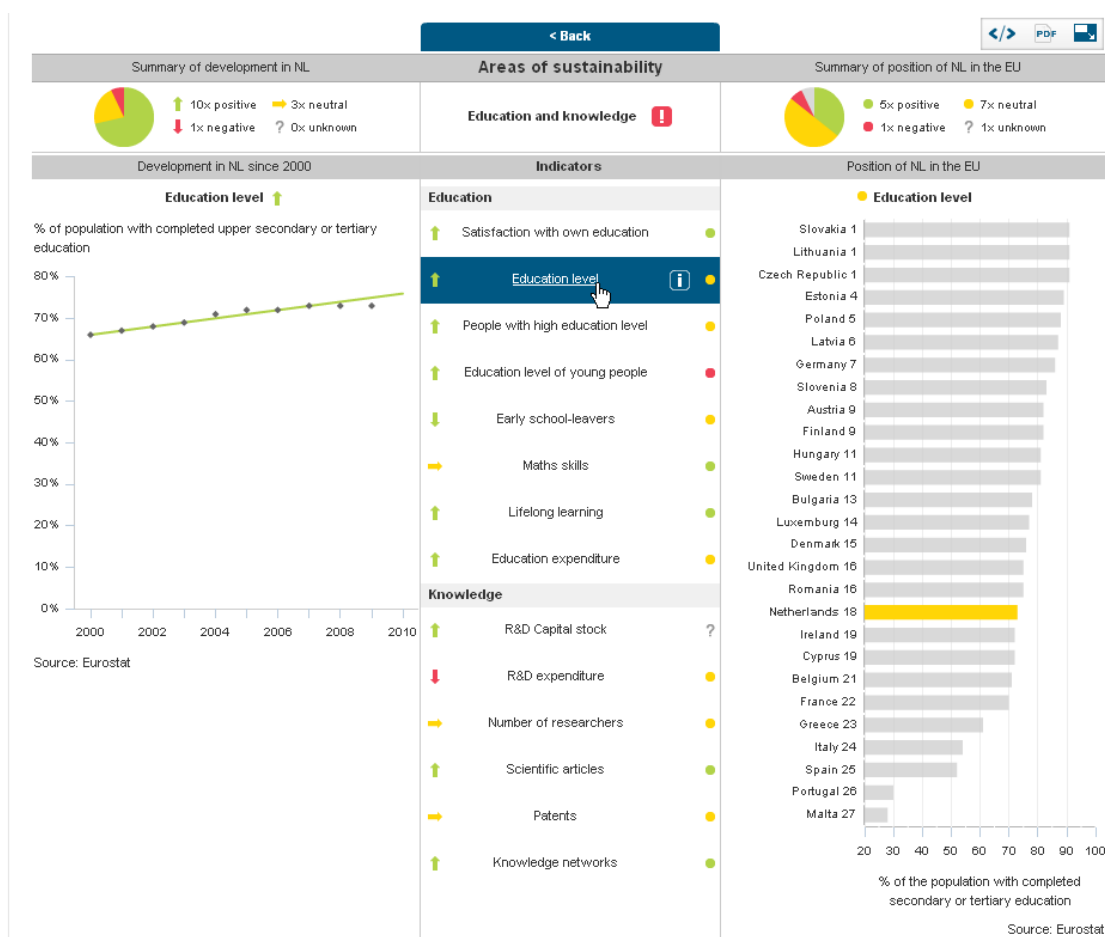 < Back
</>
PDF
Summary of development in NL
Areas of sustainability
Summary of position of NL in the EU
10x positive
3x neutral
1x negative
? 0x unknown
Education and knowledge !
5x positive
7x neutral
1x negative
? 1x unknown
Development in NL since 2000
Indicators
Position of NL in the EU
Education level
% of population with completed upper secondary or tertiary
education
80%
70%
60%
50%
40%
30%
20%
10%
0%
2000 2002 2004 2006 2008 2010
Source: Eurostat
Education
Satisfaction with own education
Education level i
People with high education level
Education level of young people
Early school-leavers
Maths skills
Lifelong learning
Education expenditure
Knowledge
R&D Capital stock ?
R&D expenditure
Number of researchers
Scientific articles
Patents
Knowledge networks
Education level
Slovakia 1
Lithuania 1
Czech Republic 1
Estonia 4
Poland 5
Latvia 6
Germany 7
Slovenia 8
Austria 9
Finland 9
Hungary 11
Sweden 11
Bulgaria 13
Luxemburg 14
Denmark 15
United Kingdom 16
Romania 16
Netherlands 18
Ireland 19
Cyprus 19
Belgium 21
France 22
Greece 23
Italy 24
Spain 25
Portugal 26
Malta 27
20 30 40 50 60 70 80 90 100
% of the population with completed
secondary or tertiary education
Source: Eurostat